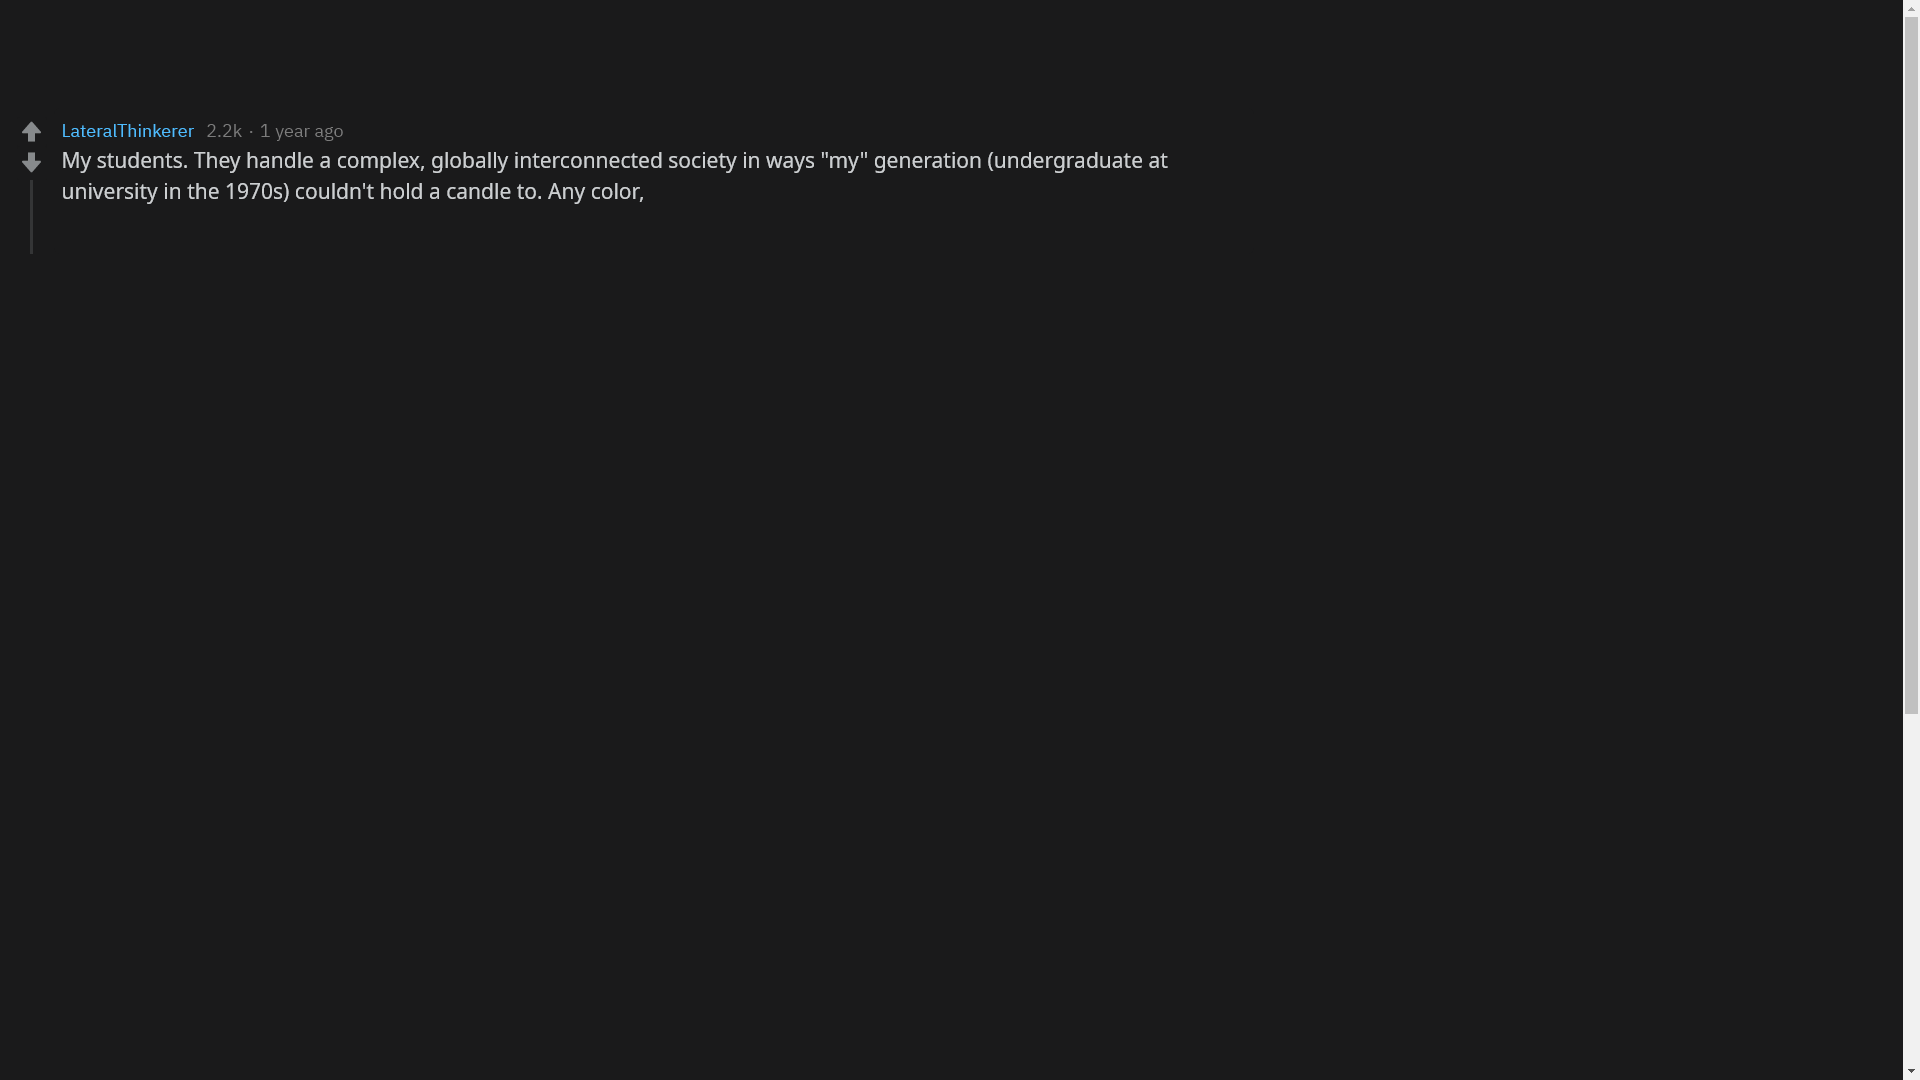 LateralThinkerer 2.2k · 1 year ago
My students. They handle a complex, globally interconnected society in ways "my" generation (undergraduate at
university in the 1970s) couldn't hold a candle to. Any color,